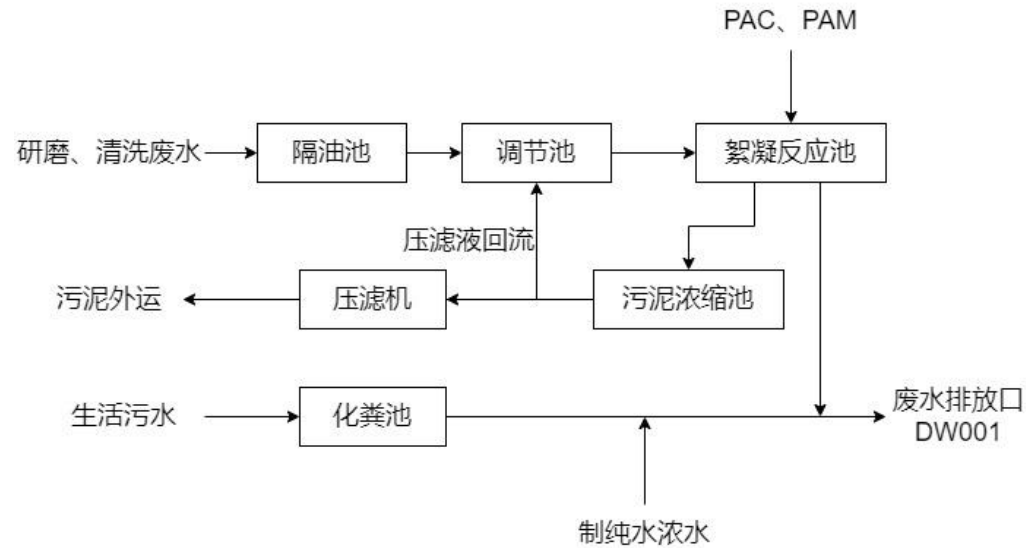 PAC、PAM
研磨、清洗废水
隔油池
调节池
絮凝反应池
压滤液回流
污泥外运
压滤机
污泥浓缩池
生活污水
化粪池
废水排放口
DW001
制纯水浓水